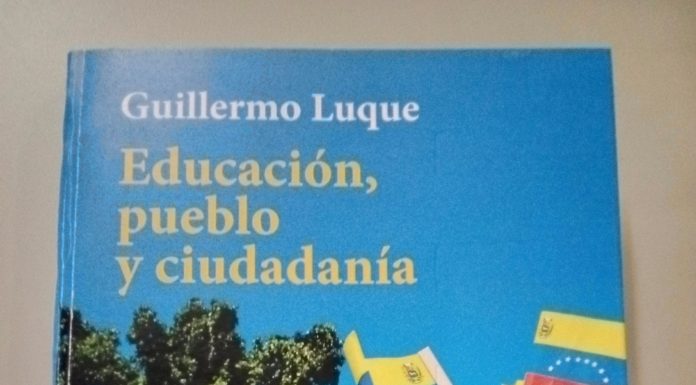 Guillermo Luque
Educación,
pueblo
y ciudadanía